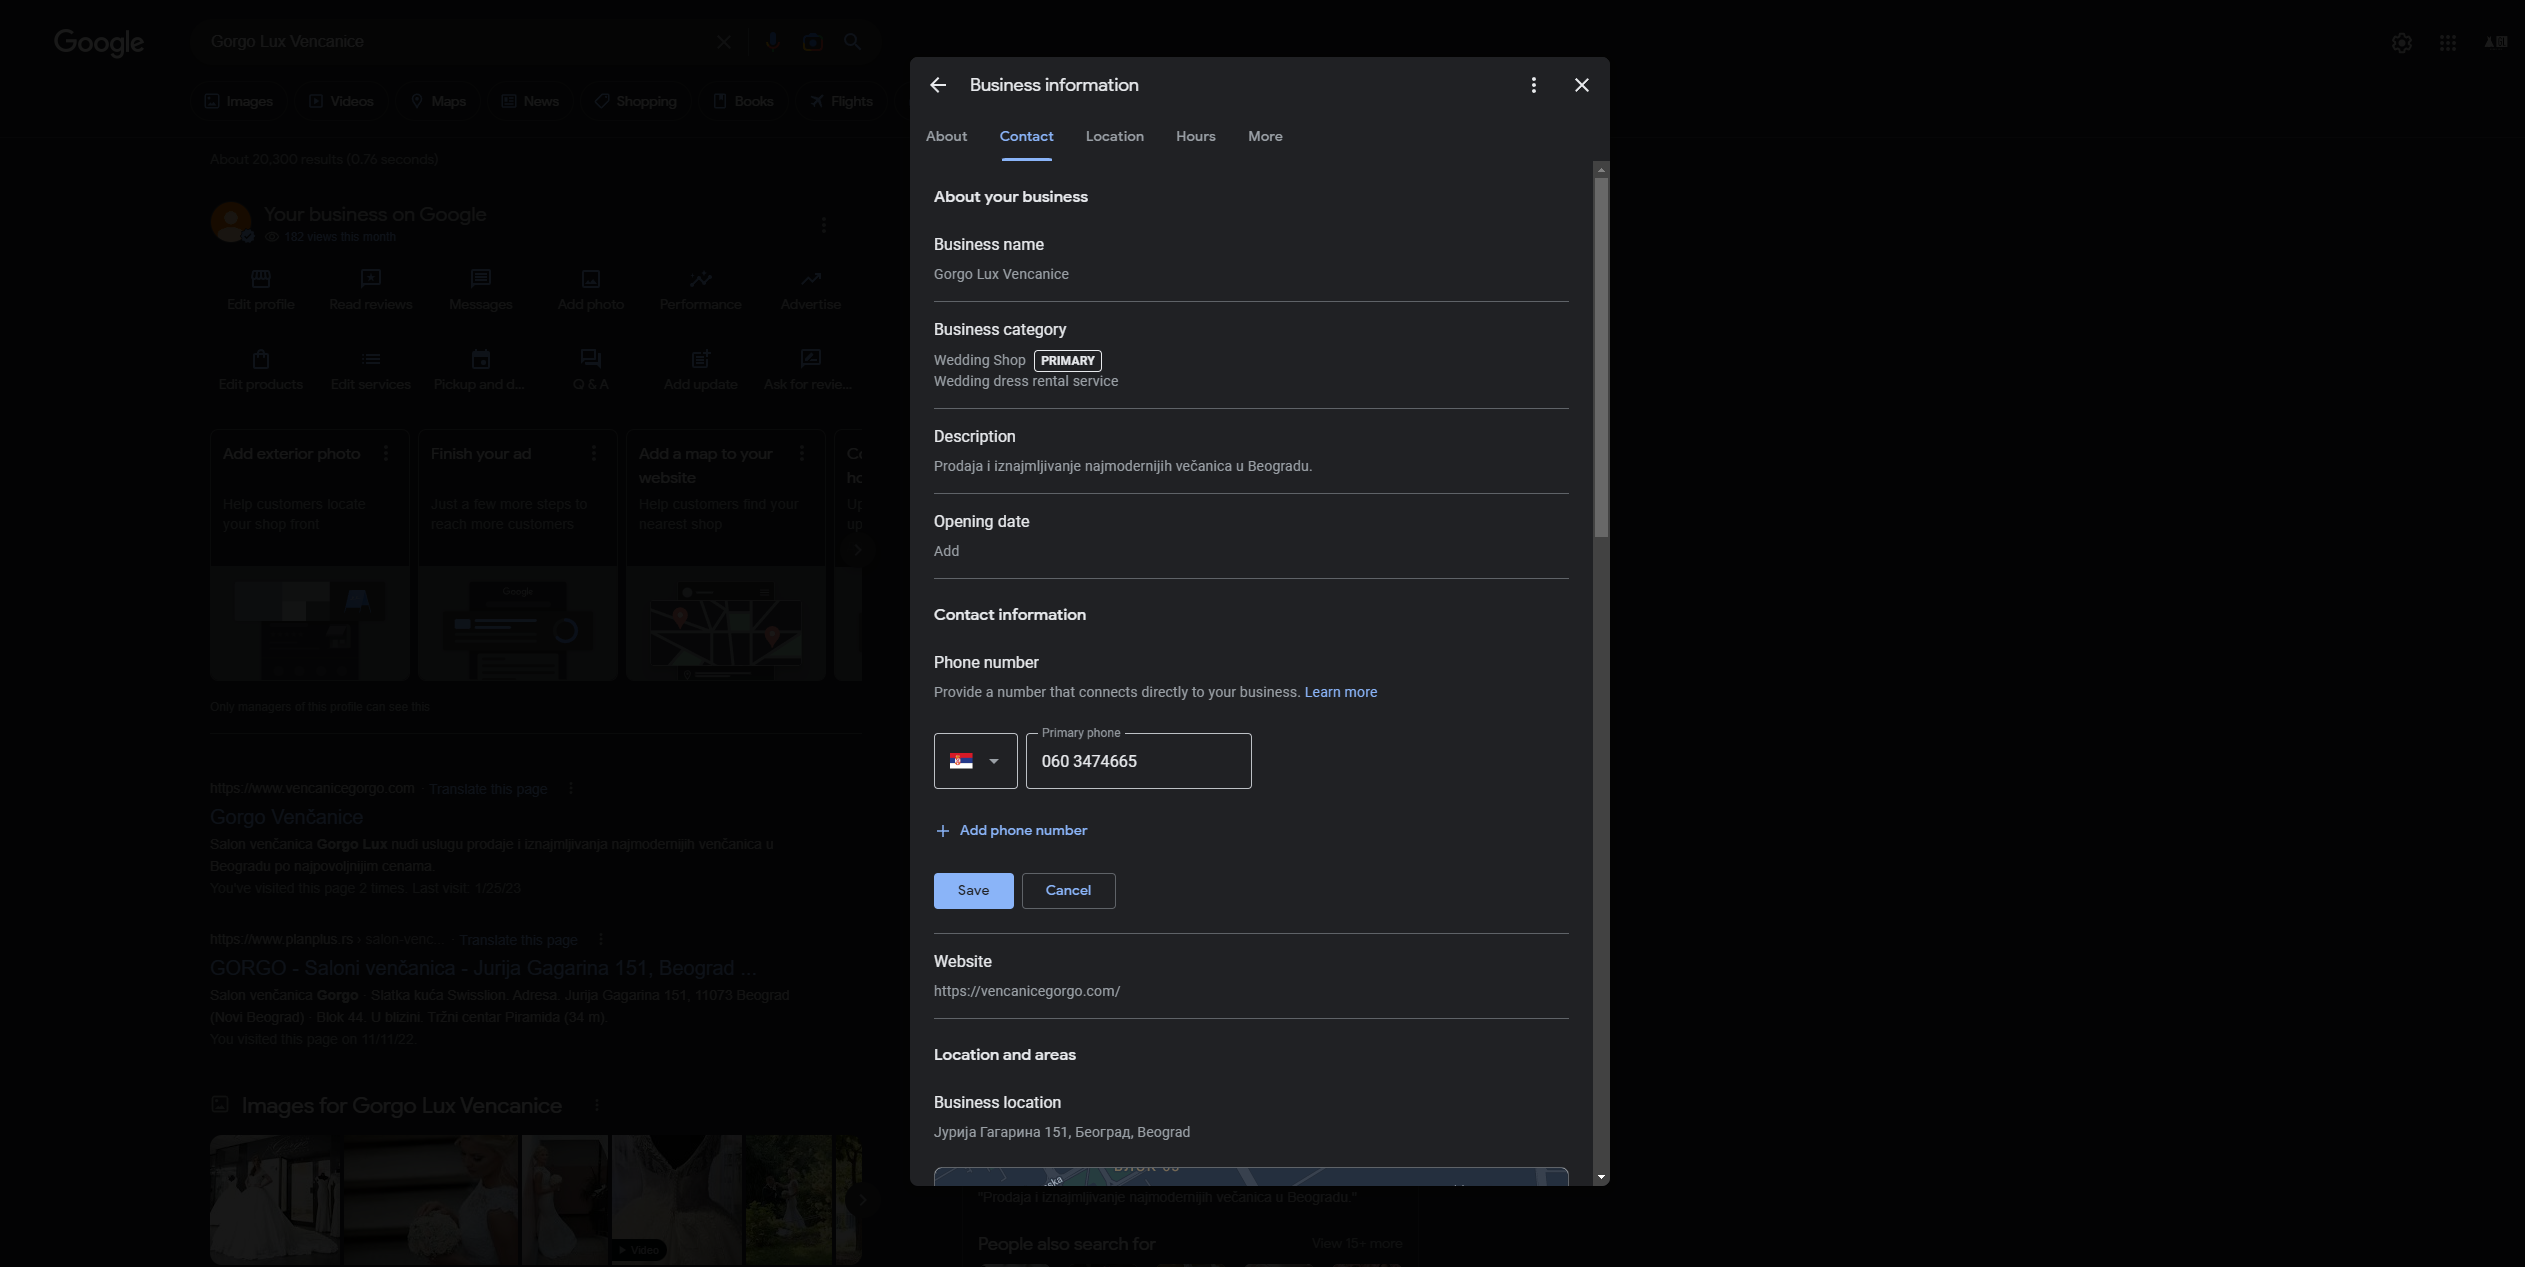 Google
Gorgo Lux Vencanice
Images
Videos
Maps
News
Shopping
Books
Flights
About 20.300 results (0.76 seconds)
Your business on Google
182 views this month
Edit profile
Read reviews
Messages
Add photo
Performance
Advertise
Edit products
Edit services
Pickup and d...
Q & A
Add update
Ask for revie...
Add exterior photo
Help customers locate
your shop front
Finish your ad
Just a few more steps to
reach more customers
Google
Add a map to your
website
Help customers find your
nearest shop
Only managers of this profile can see this
https://www.vencanicegorgo.com · Translate this page
Gorgo Venčanice
Salon venčanica Gorgo Lux nudi uslugu prodaje i iznajmljivanja najmodernijih venčanica u
Beogradu po najpovoljnijim cenama.
You've visited this page 2 times. Last visit: 1/25/23
https://www.planplus.rs › salon-venc... · Translate this page
GORGO - Saloni venčanica - Jurija Gagarina 151, Beograd ...
Salon venčanica Gorgo · Slatka kuća Swisslion. Adresa. Jurija Gagarina 151, 11073 Beograd
(Novi Beograd) · Blok 44. U blizini. Tržni centar Piramida (34 m).
You visited this page on 11/11/22.
Images for Gorgo Lux Vencanice
Video
Business information
About
Contact
Location
Hours
More
About your business
Business name
Gorgo Lux Vencanice
Business category
Wedding Shop PRIMARY
Wedding dress rental service
Description
Prodaja i iznajmljivanje najmodernijih večanica u Beogradu.
Opening date
Add
Contact information
Phone number
Provide a number that connects directly to your business. Learn more
Primary phone
060 3474665
Add phone number
Save
Cancel
Website
https://vencanicegorgo.com/
Location and areas
Business location
Јурија Гагарина 151, Београд, Beograd
"Prodaja i iznajmljivanje najmodernijih večanica u Beogradu."
People also search for
View 15+ more